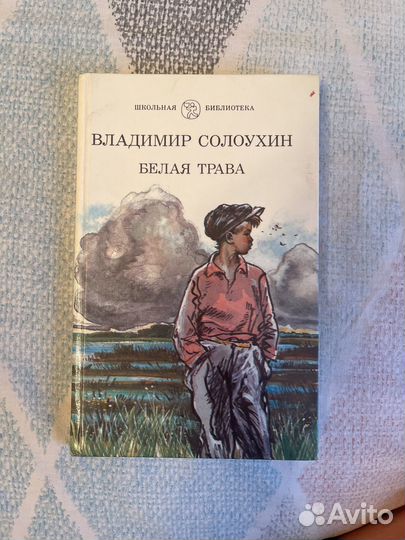 ШКОЛЬНАЯ БИБЛИОТЕКА
ВЛАДИМИР СОЛОУХИН
БЕЛАЯ ТРАВА
Avito